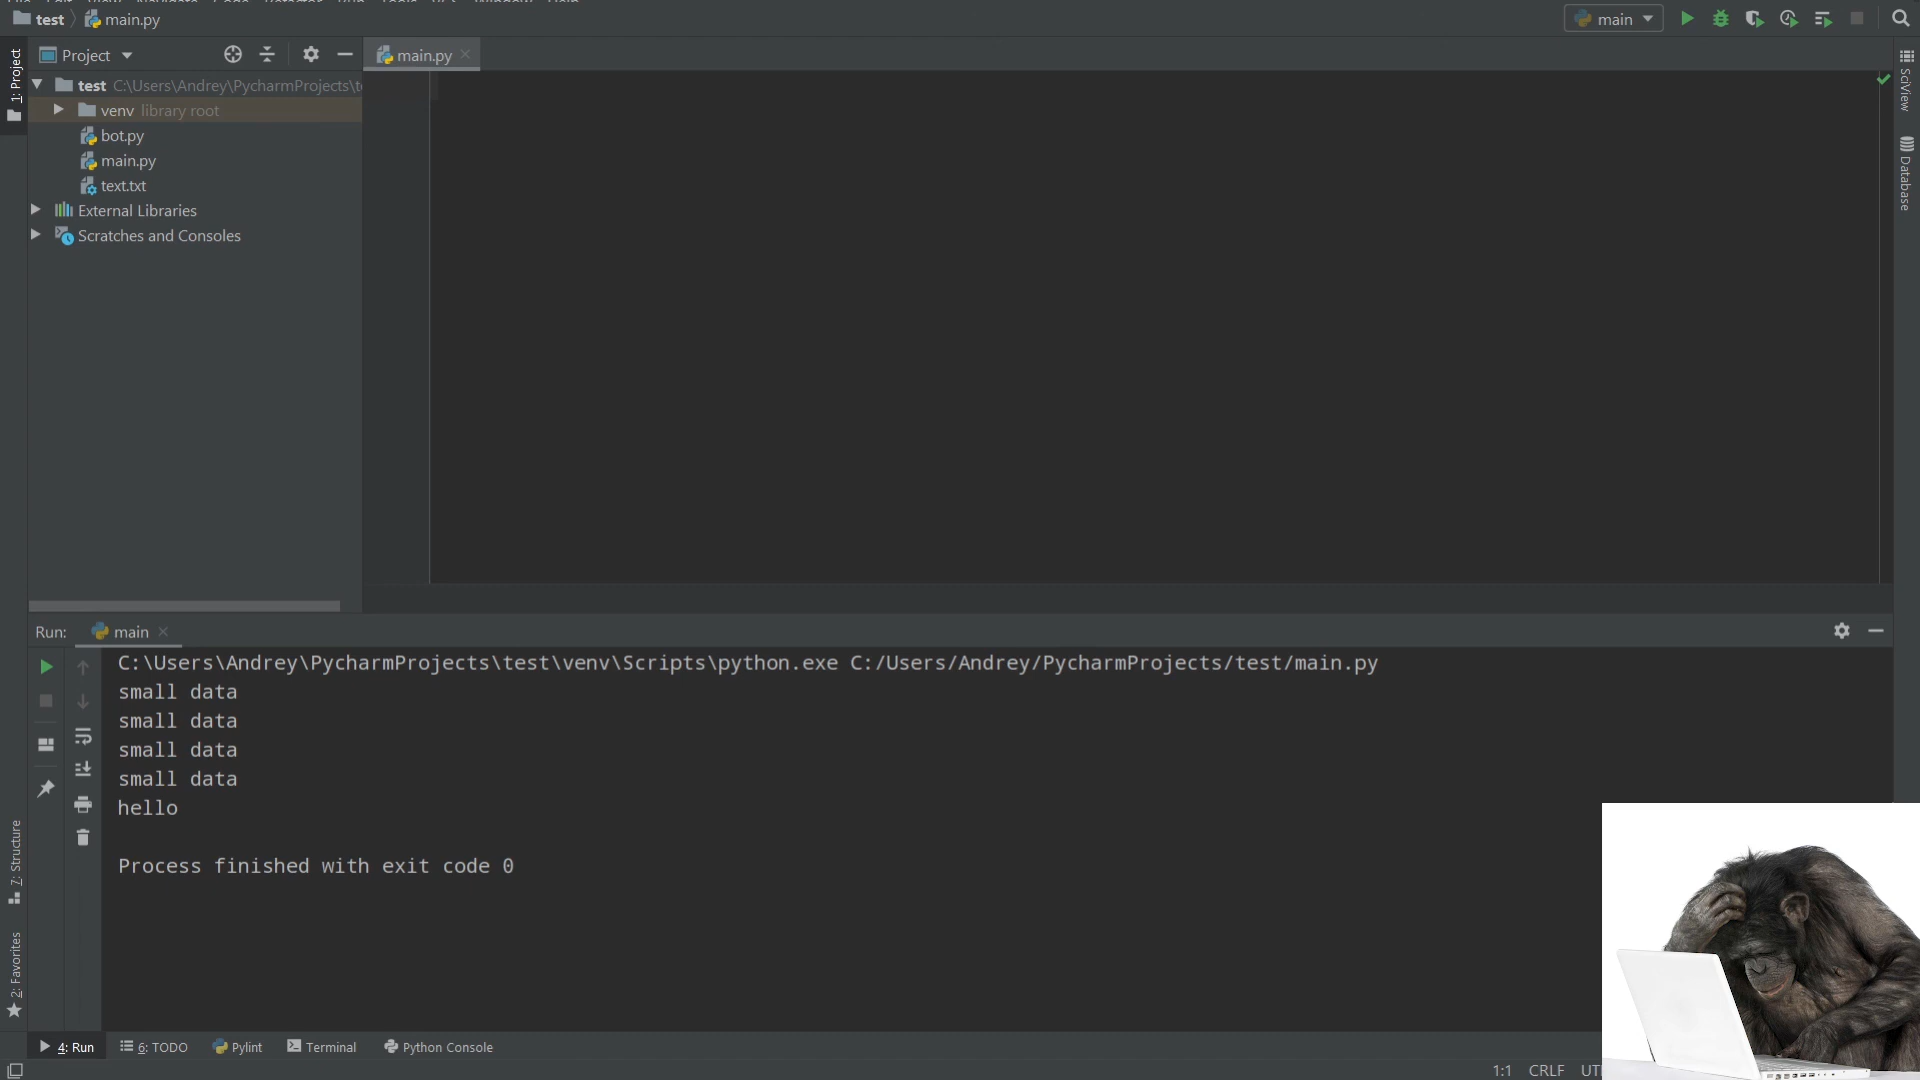 test
main.py
main
Project
main.py
1: Project
test C:\Users\Andrey\PycharmProjects\t
venv library root
bot.py
main.py
text.txt
External Libraries
Scratches and Consoles
SciView
Database
Run:
main
C:\Users\Andrey\PycharmProjects\test\venv\Scripts\python.exe C:/Users/Andrey/PycharmProjects/test/main.py
small data
small data
small data
small data
hello
Process finished with exit code 0
7: Structure
2: Favorites
4: Run
6: TODO
Pylint
Terminal
Python Console
1:1
CRLF